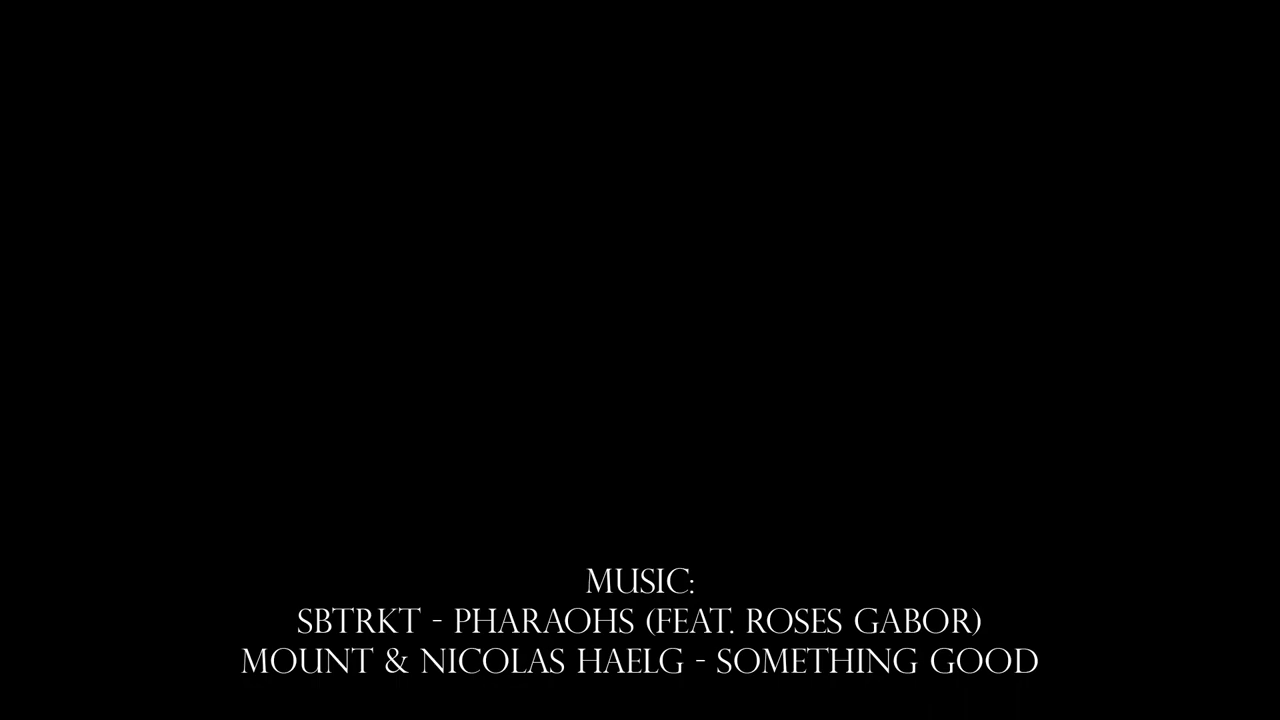 MUSIC:
SBTRKT - PHARAOHS (FEAT. ROSES GABOR)
MOUNT & NICOLAS HAELG - SOMETHING GOOD